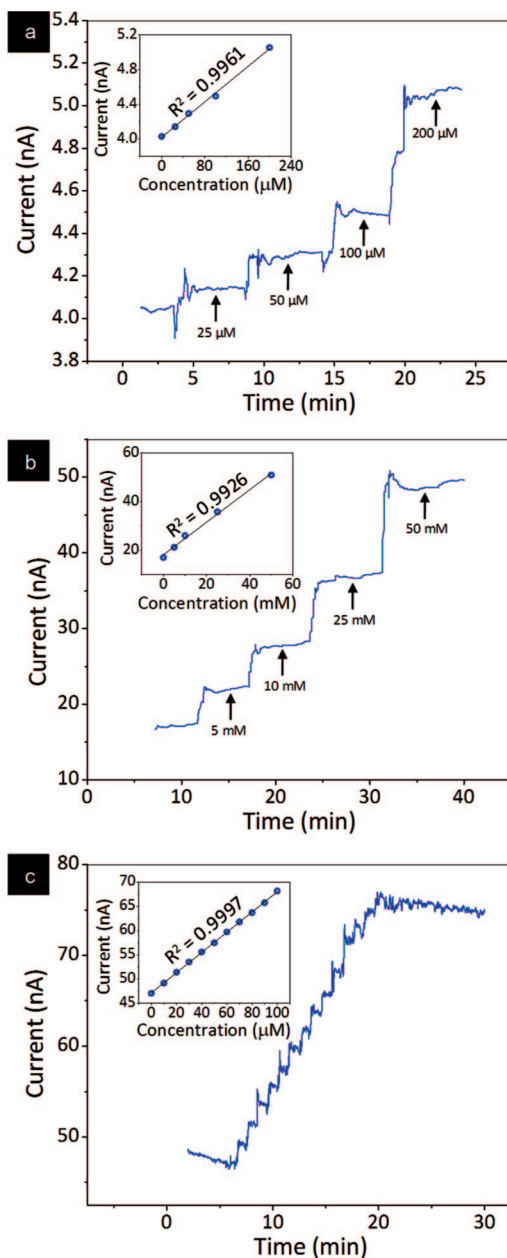 a
5.2
5.0
4.8
4.6
4.4
4.2
4.0
3.8
Current (nA)
0 5 10 15 20 25
Time (min)
25 µM
50 µM
100 µM
200 µM
5.2
4.8
4.4
4.0
Current (nA)
R² = 0.9961
0 80 160 240
Concentration (µM)
b
50
40
30
20
10
Current (nA)
0 10 20 30 40
Time (min)
5 mM
10 mM
25 mM
50 mM
60
40
20
Current (nA)
R² = 0.9926
0 20 40 60
Concentration (mM)
c
80
70
60
50
Current (nA)
0 10 20 30
Time (min)
70
65
60
55
50
45
Current (nA)
R² = 0.9997
0 20 40 60 80 100
Concentration (µM)